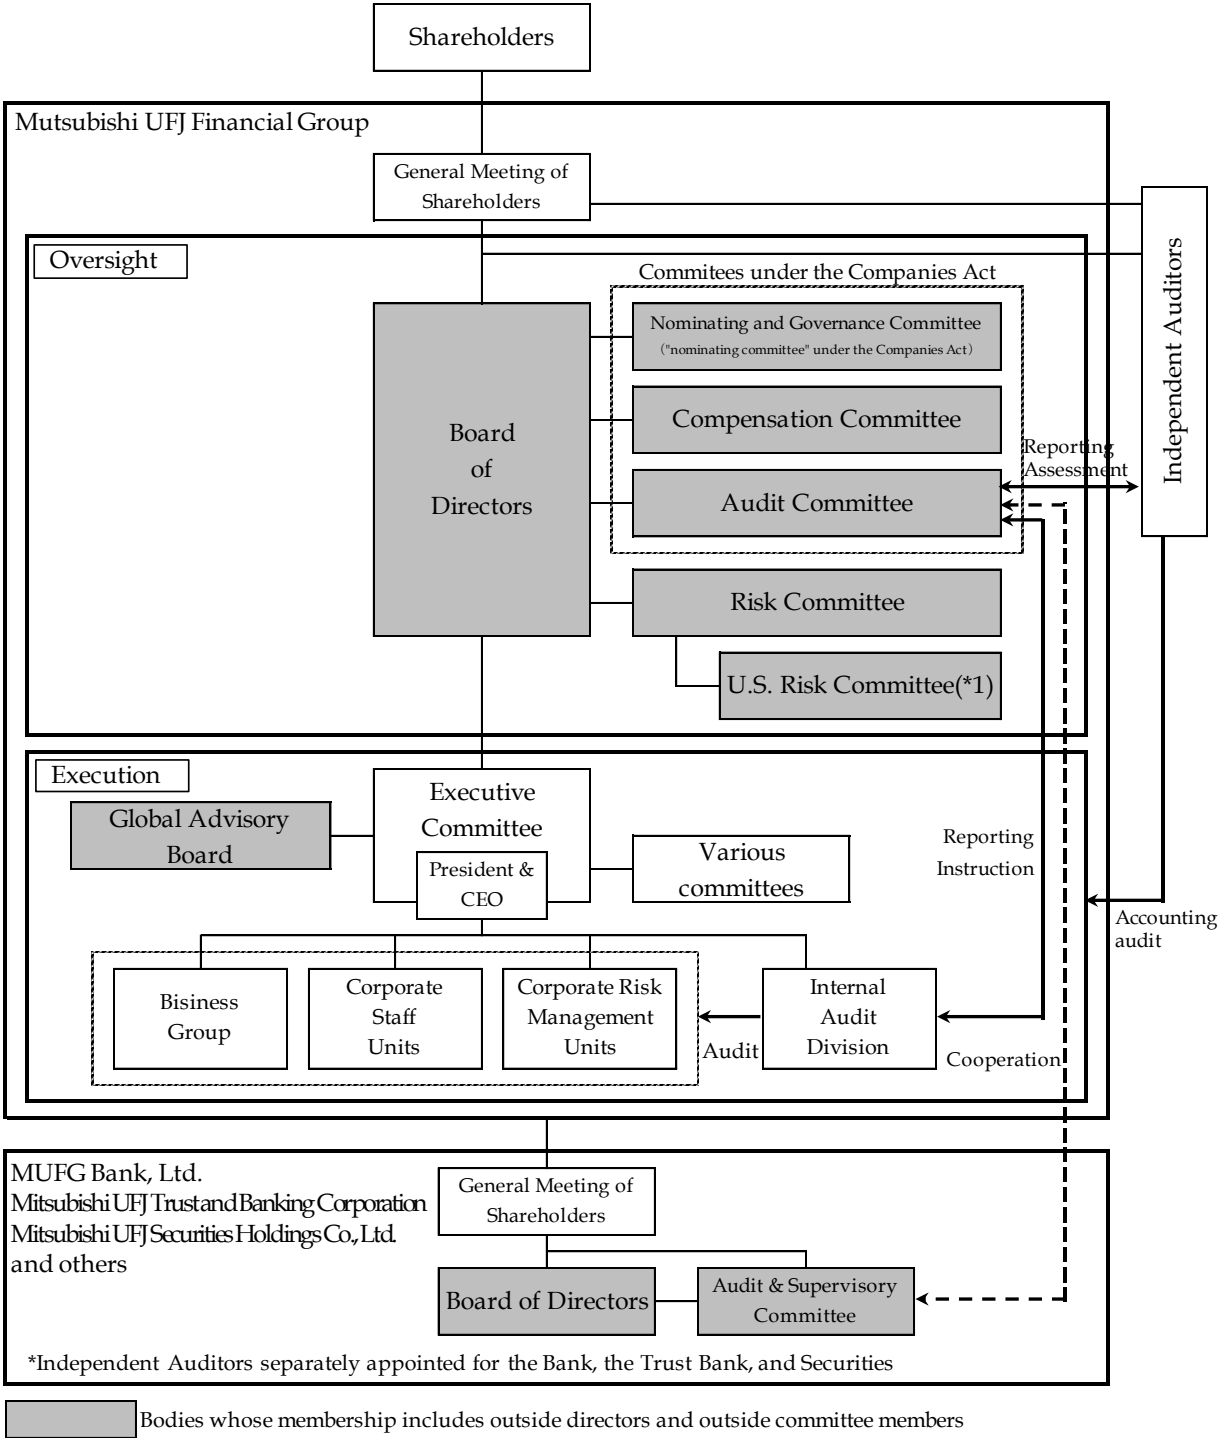 Shareholders
Mutsubishi UFJ Financial Group
General Meeting of
Shareholders
Independent Auditors
Oversight
Commitees under the Companies Act
Nominating and Governance Committee
("nominating committee" under the Companies Act)
Compensation Committee
Board
of
Directors
Reporting
Assessment
Audit Committee
Risk Committee
U.S. Risk Committee(*1)
Execution
Global Advisory
Board
Executive
Committee
President &
CEO
Various
committees
Reporting
Instruction
Accounting
audit
Bisiness
Group
Corporate
Staff
Units
Corporate Risk
Management
Units
Audit
Internal
Audit
Division
Cooperation
MUFG Bank, Ltd.
Mitsubishi UFJ Trust and Banking Corporation
Mitsubishi UFJ Securities Holdings Co., Ltd.
and others
General Meeting of
Shareholders
Board of Directors
Audit & Supervisory
Committee
*Independent Auditors separately appointed for the Bank, the Trust Bank, and Securities
Bodies whose membership includes outside directors and outside committee members